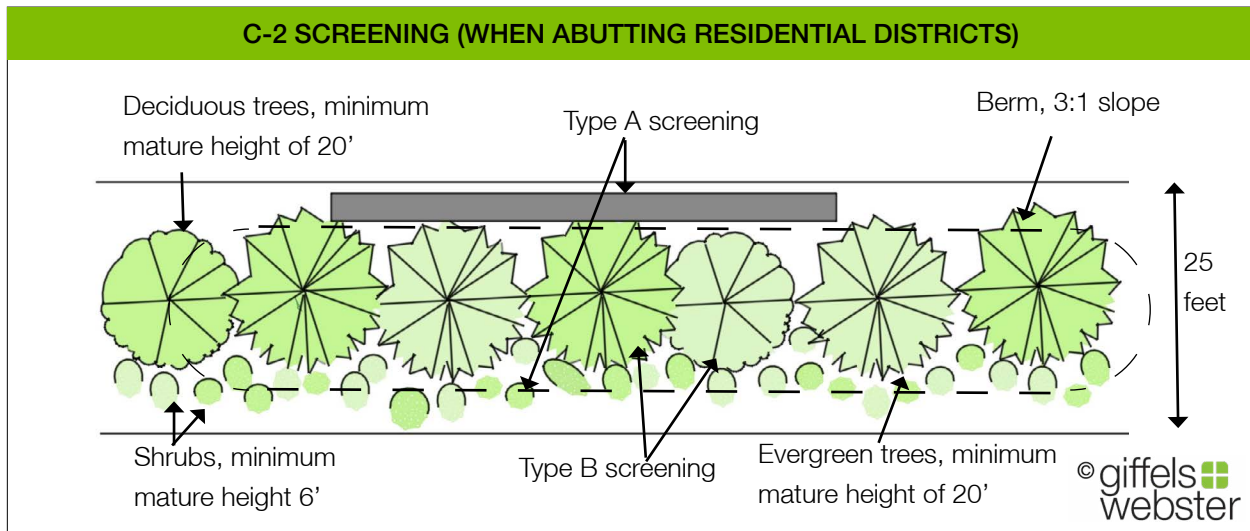 C-2 SCREENING (WHEN ABUTTING RESIDENTIAL DISTRICTS)
Deciduous trees, minimum
mature height of 20’
Type A screening
Berm, 3:1 slope
25
feet
Shrubs, minimum
mature height 6’
Type B screening
Evergreen trees, minimum
mature height of 20’
© giffels
webster